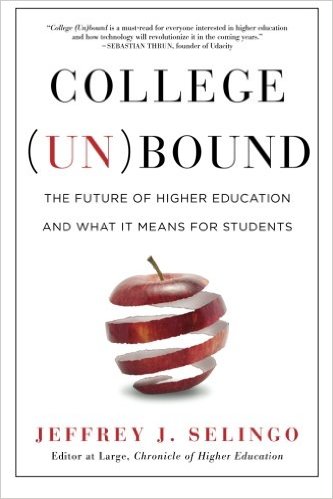 “College (Un)bound is a must-read for everyone interested in higher education
and how technology will revolutionize it in the coming years.”
—SEBASTIAN THRUN, founder of Udacity
COLLEGE
(UN)BOUND
THE FUTURE OF HIGHER EDUCATION
AND WHAT IT MEANS FOR STUDENTS
JEFFREY J. SELINGO
Editor at Large, Chronicle of Higher Education